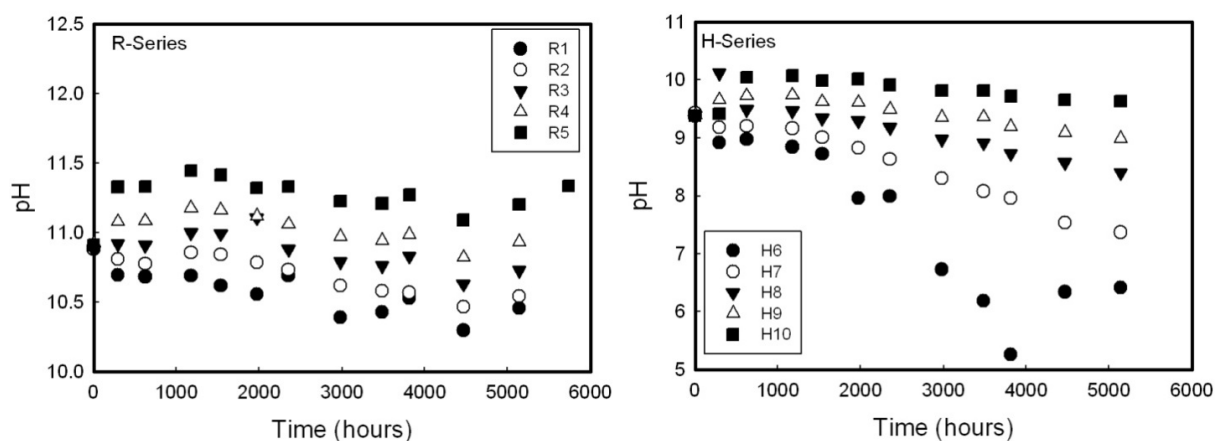 R-Series
R1
R2
R3
R4
R5
12.5
12.0
11.5
11.0
10.5
10.0
pH
0 1000 2000 3000 4000 5000 6000
Time (hours)
H-Series
11
10
9
8
7
6
5
pH
H6
H7
H8
H9
H10
0 1000 2000 3000 4000 5000 6000
Time (hours)